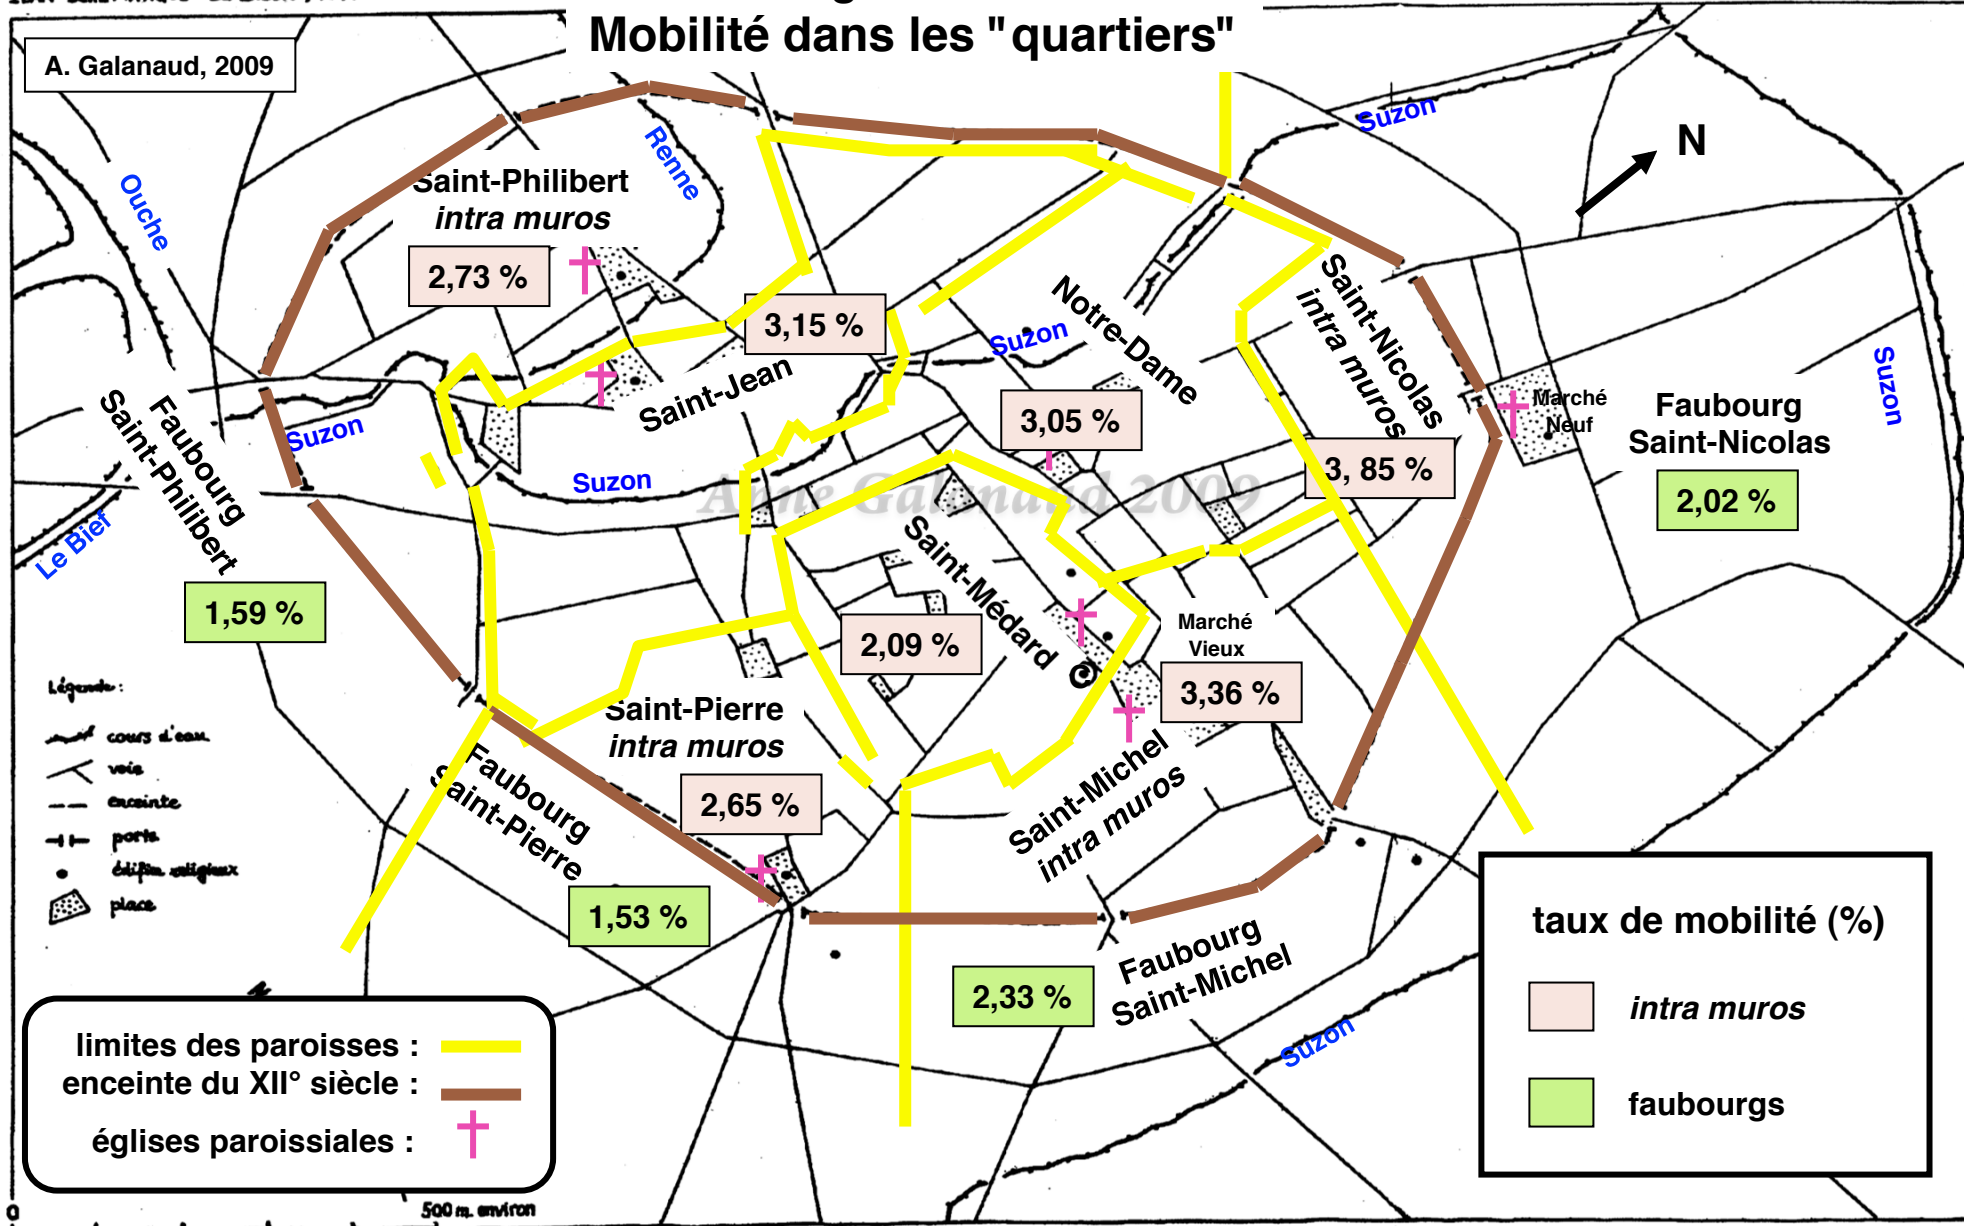 Mobilité dans les "quartiers"
A. Galanaud, 2009
Suzon
N
Renne
Ouche
Saint-Philibert
intra muros
2,73 %
3,15 %
Saint-Jean
Suzon
Notre-Dame
3,05 %
Saint-Nicolas
intra muros
3, 85 %
Marché
Neuf
Faubourg
Saint-Nicolas
2,02 %
Suzon
Faubourg
Saint-Philibert
1,59 %
Le Bief
Suzon
Suzon
Anne Galanaud 2009
Saint-Médard
2,09 %
Marché
Vieux
3,36 %
Saint-Michel
intra muros
Saint-Pierre
intra muros
2,65 %
Faubourg
Saint-Pierre
1,53 %
2,33 %
Faubourg
Saint-Michel
Suzon
Légende :
cours d'eau
voie
enceinte
porte
édifice religieux
place
N
limites des paroisses :
enceinte du XII° siècle :
églises paroissiales :
taux de mobilité (%)
intra muros
faubourgs
0
500 m. environ